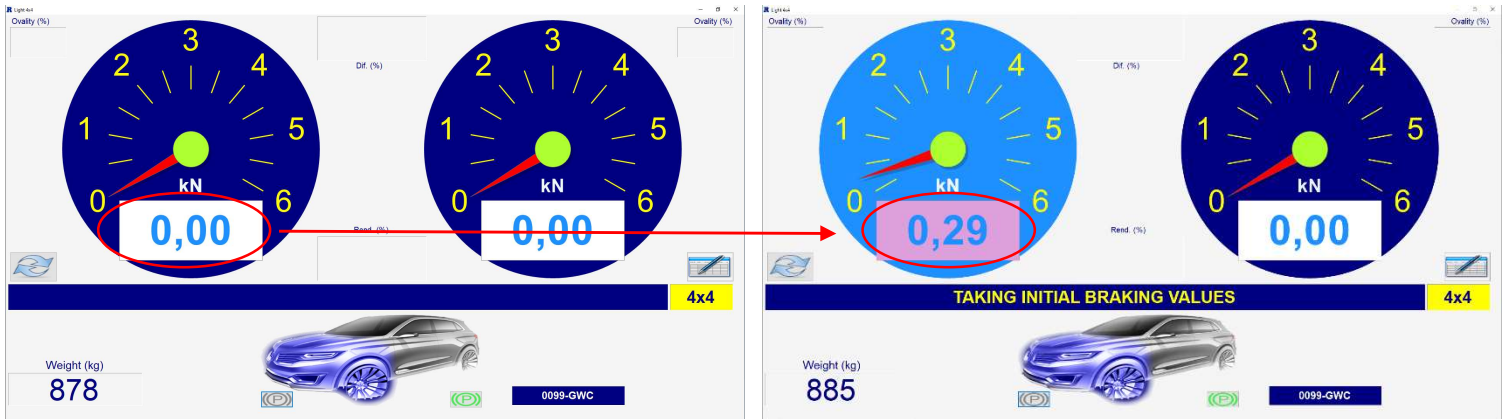 Light 4x4
Ovality (%)
Ovality (%)
Dif. (%)
0 1 2 3 4 5 6
kN
0,00
0 1 2 3 4 5 6
kN
0,00
Rend. (%)
4x4
Weight (kg)
878
(P)
(P)
0099-GWC
Light 4x4
Ovality (%)
Ovality (%)
Dif. (%)
0 1 2 3 4 5 6
kN
0,29
0 1 2 3 4 5 6
kN
0,00
Rend. (%)
TAKING INITIAL BRAKING VALUES
4x4
Weight (kg)
885
(P)
(P)
0099-GWC